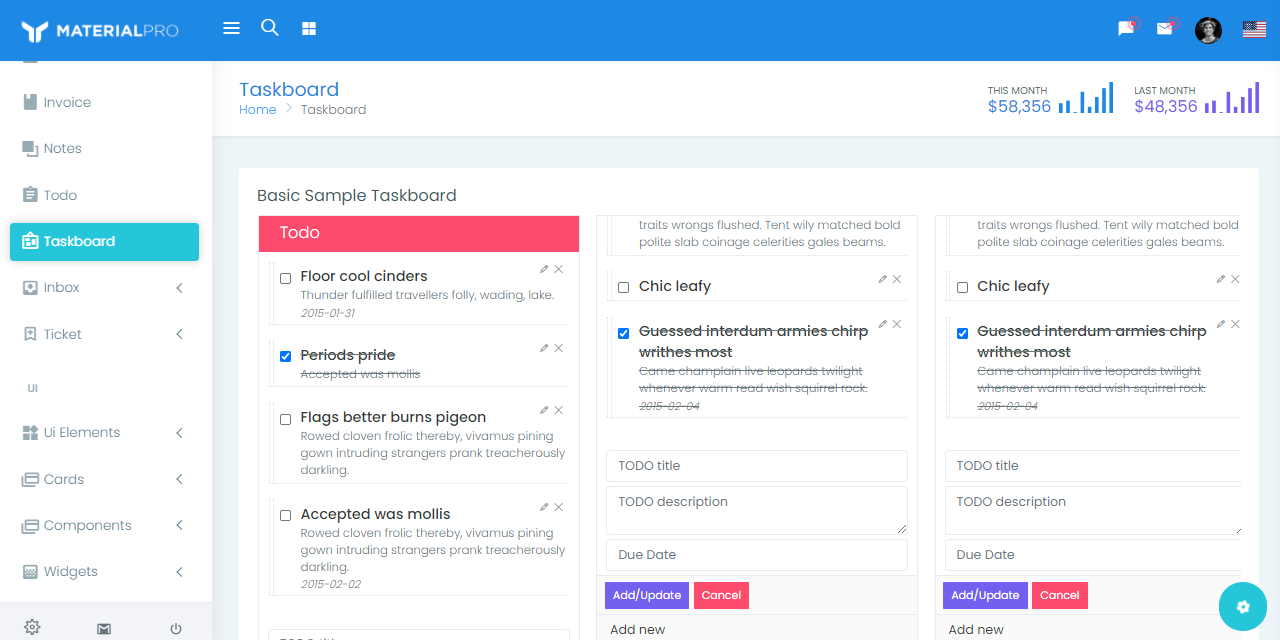 MATERIALPRO
Invoice
Notes
Todo
Taskboard
Inbox
Ticket
UI
Ui Elements
Cards
Components
Widgets
Taskboard
Home
Taskboard
THIS MONTH
$58,356
LAST MONTH
$48,356
Basic Sample Taskboard
Todo
Floor cool cinders
Thunder fulfilled travellers folly, wading, lake.
2015-01-31
Periods pride
Accepted was mollis
Flags better burns pigeon
Rowed cloven frolic thereby, vivamus pining
gown intruding strangers prank treacherously
darkling.
Accepted was mollis
Rowed cloven frolic thereby, vivamus pining
gown intruding strangers prank treacherously
darkling.
2015-02-02
traits wrongs flushed. Tent wily matched bold
polite slab coinage celerities gales beams.
Chic leafy
Guessed interdum armies chirp
writhes most
Came champlain live leopards twilight
whenever warm read wish squirrel rock.
2015-02-04
TODO title
TODO description
Due Date
Add/Update
Cancel
Add new
traits wrongs flushed. Tent wily matched bold
polite slab coinage celerities gales beams.
Chic leafy
Guessed interdum armies chirp
writhes most
Came champlain live leopards twilight
whenever warm read wish squirrel rock.
2015-02-04
TODO title
TODO description
Due Date
Add/Update
Cancel
Add new